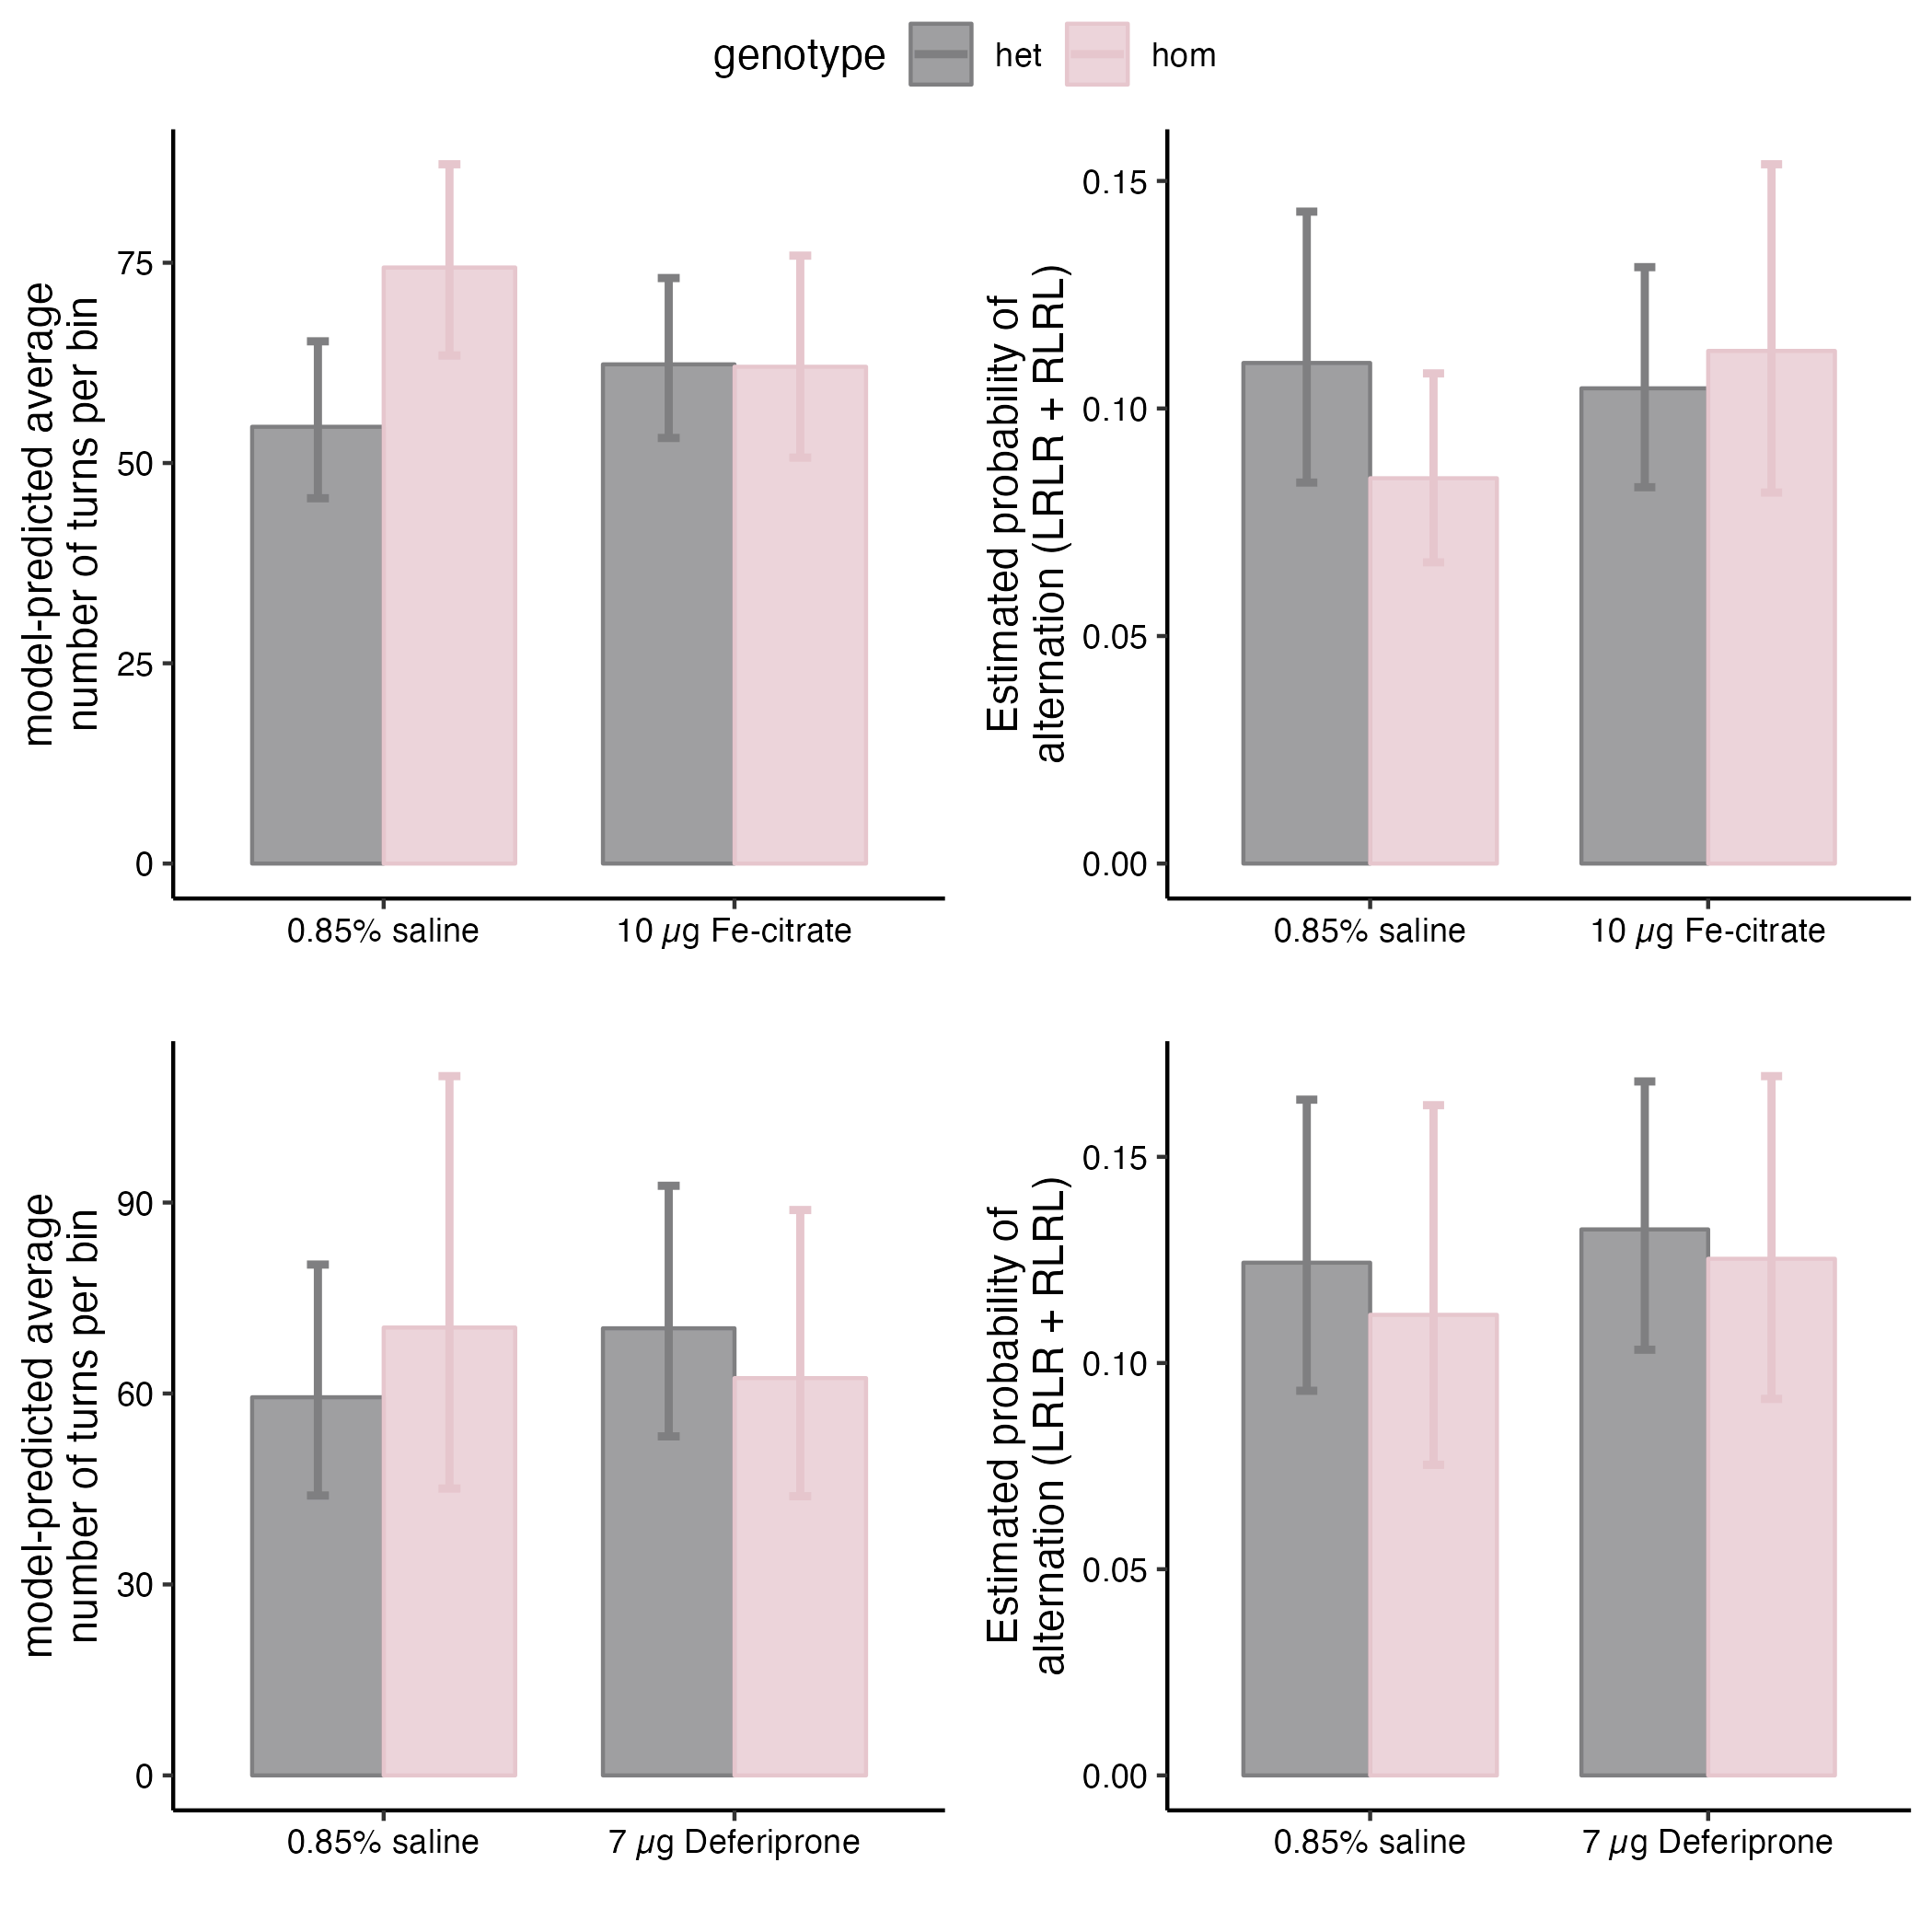 genotype het hom
model-predicted average
number of turns per bin
75
50
25
0
0.85% saline 10 µg Fe-citrate
Estimated probability of
alternation (LRLR + RLRL)
0.15
0.10
0.05
0.00
0.85% saline 10 µg Fe-citrate
model-predicted average
number of turns per bin
90
60
30
0
0.85% saline 7 µg Deferiprone
Estimated probability of
alternation (LRLR + RLRL)
0.15
0.10
0.05
0.00
0.85% saline 7 µg Deferiprone